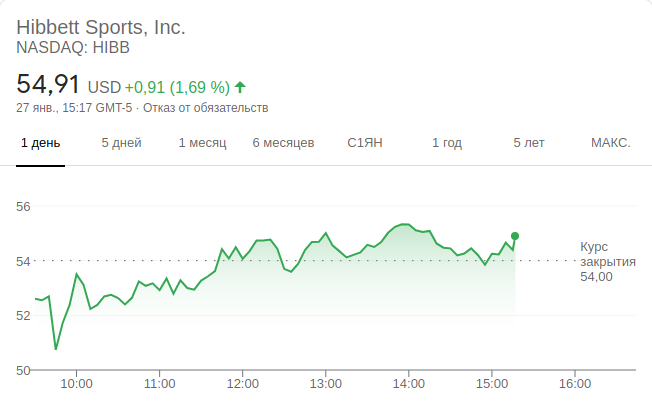 Hibbett Sports, Inc.
NASDAQ: HIBB
54,91 USD +0,91 (1,69 %)
27 янв., 15:17 GMT-5 · Отказ от обязательств
1 день 5 дней 1 месяц 6 месяцев С1ЯН 1 год 5 лет МАКС.
56
54
52
50
Курс
закрытия
54,00
10:00 11:00 12:00 13:00 14:00 15:00 16:00